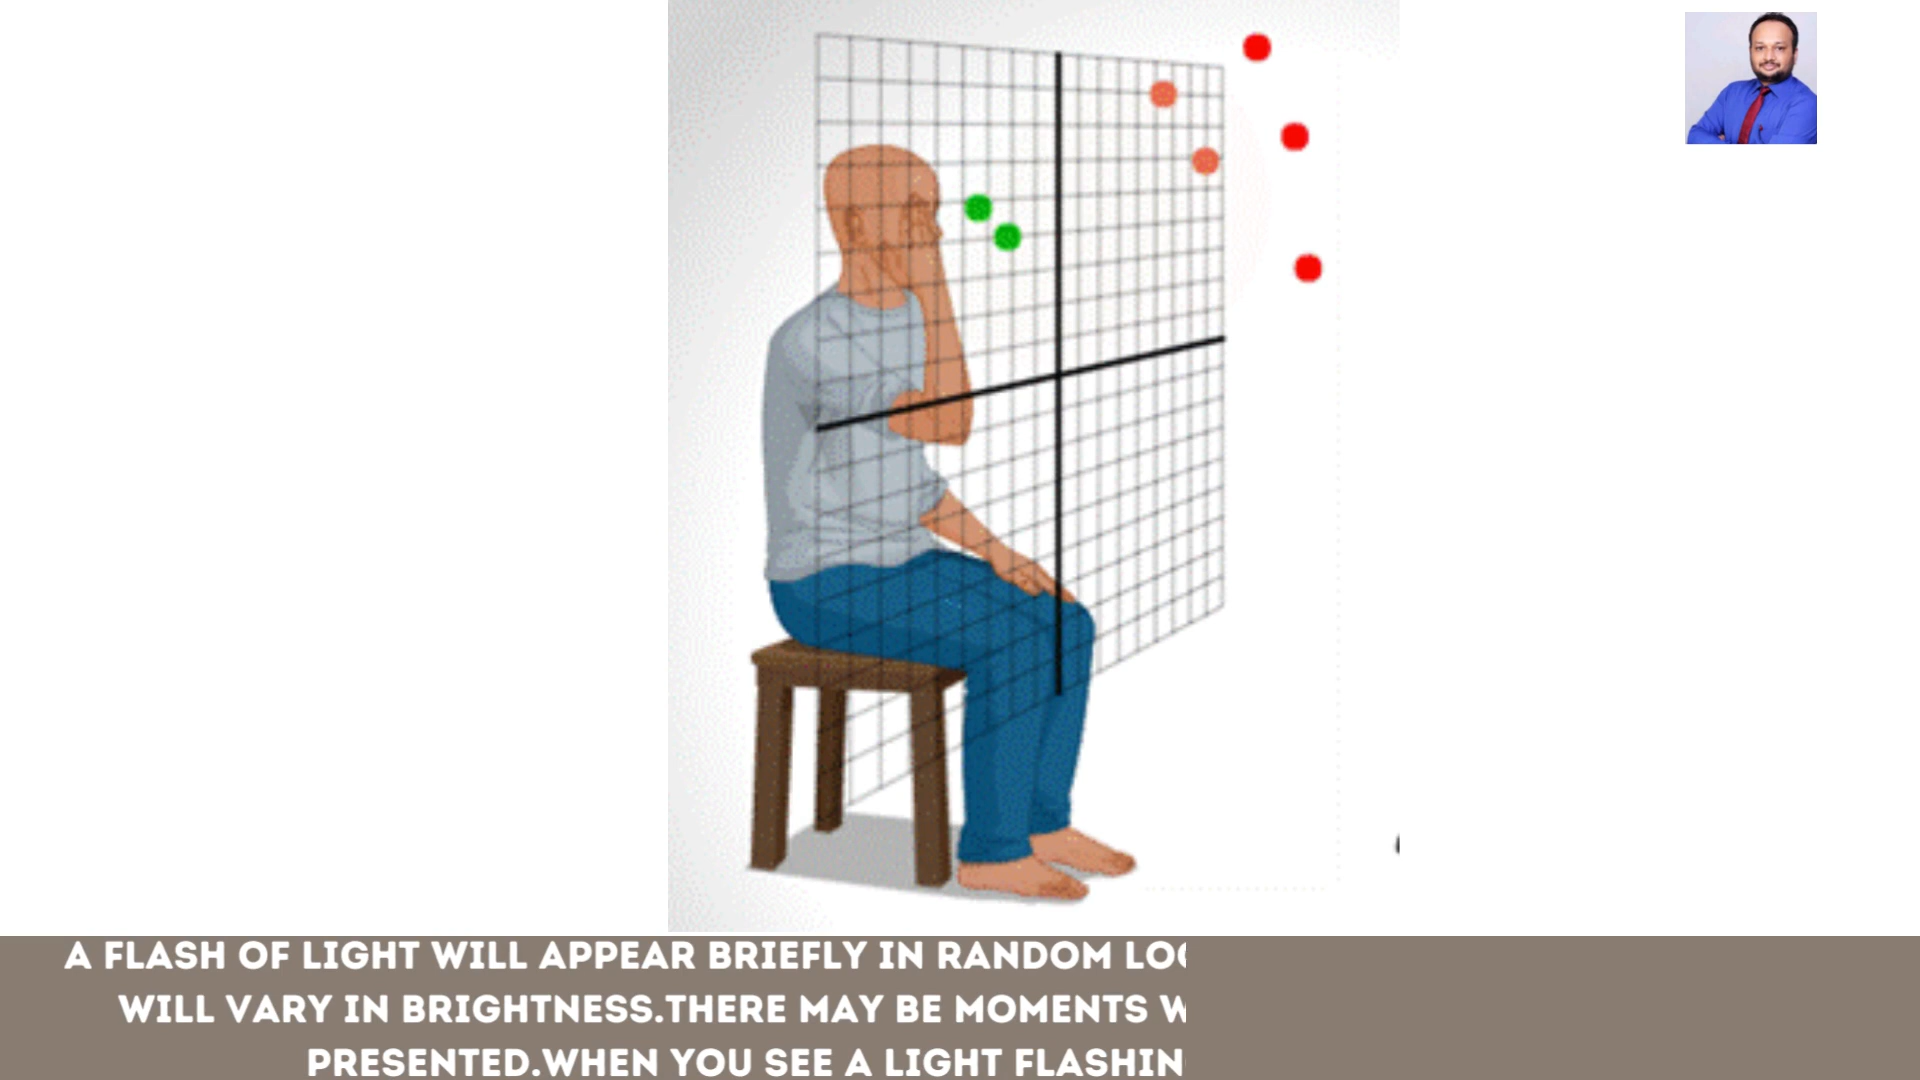 A FLASH OF LIGHT WILL APPEAR BRIEFLY IN RANDOM
WILL VARY IN BRIGHTNESS.THERE MAY BE MOMENTS
PRESENTED.WHEN YOU SEE A LIGHT